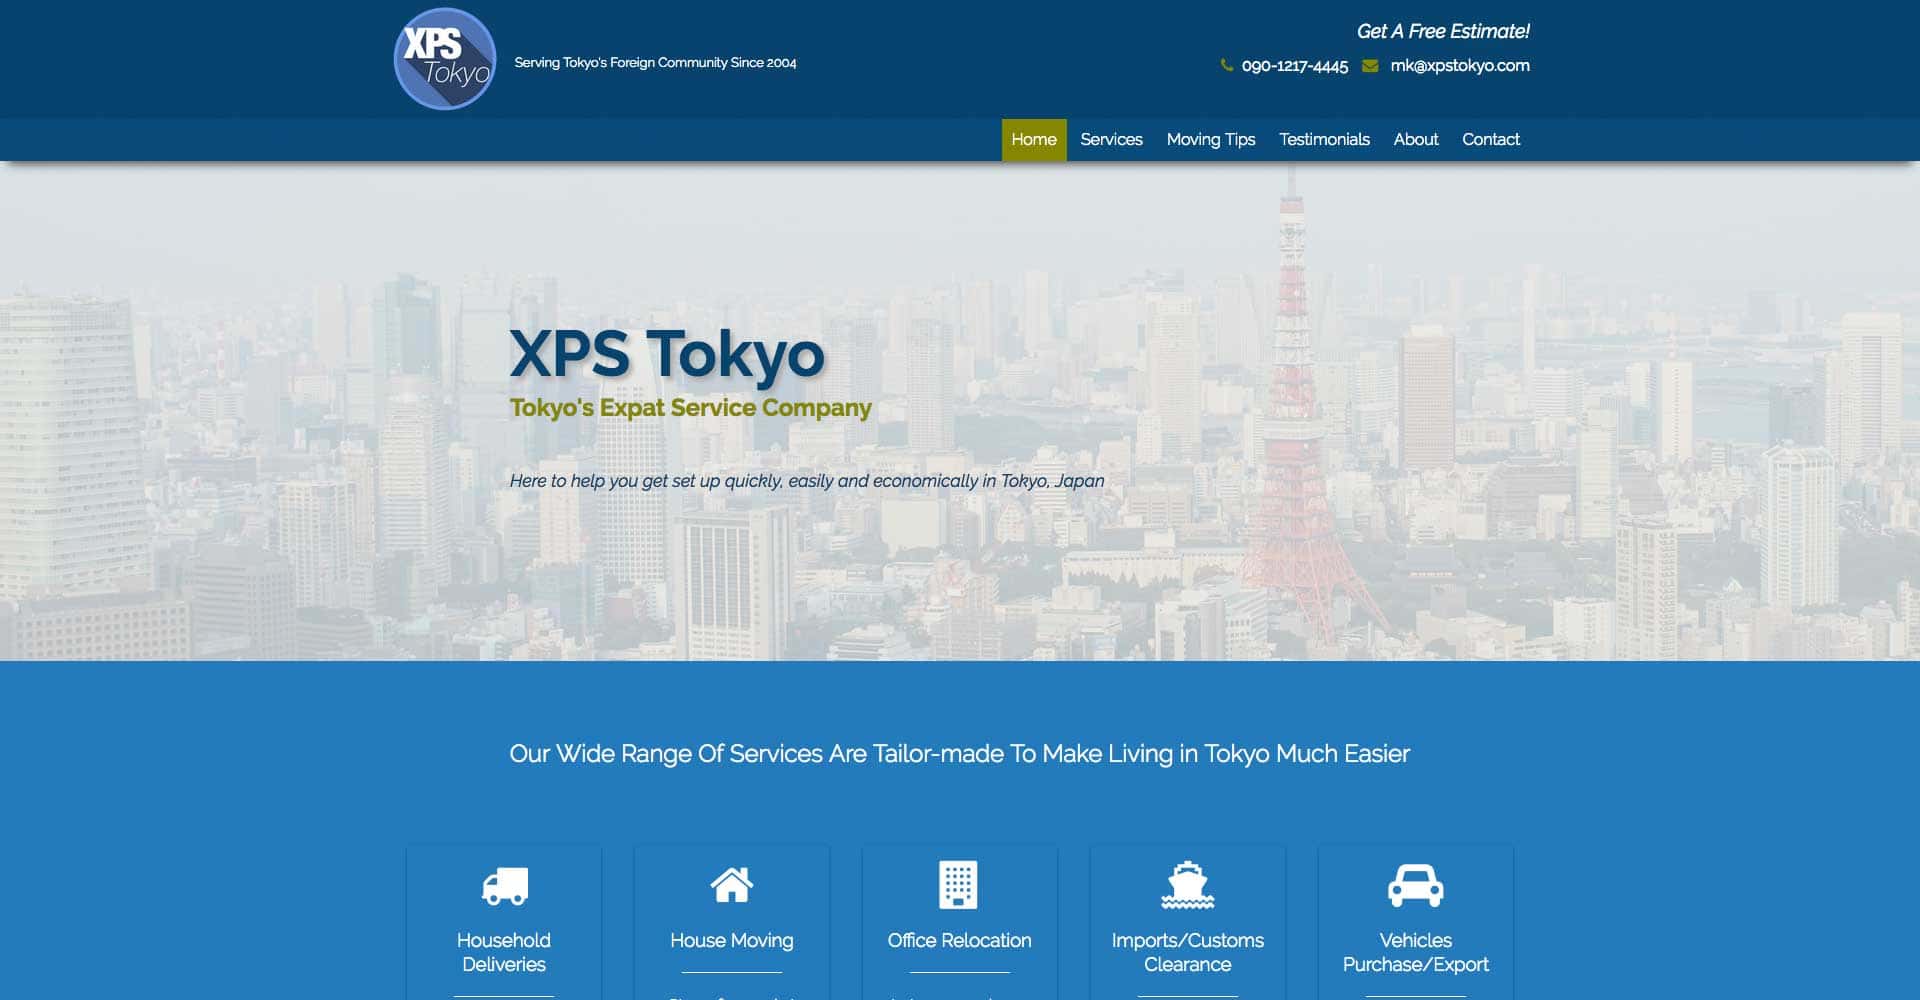 XPS
Tokyo
Serving Tokyo's Foreign Community Since 2004
Get A Free Estimate!
090-1217-4445 mk@xpstokyo.com
Home Services Moving Tips Testimonials About Contact
XPS Tokyo
Tokyo's Expat Service Company
Here to help you get set up quickly, easily and economically in Tokyo, Japan
Our Wide Range Of Services Are Tailor-made To Make Living in Tokyo Much Easier
Household
Deliveries
House Moving
Office Relocation
Imports/Customs
Clearance
Vehicles
Purchase/Export